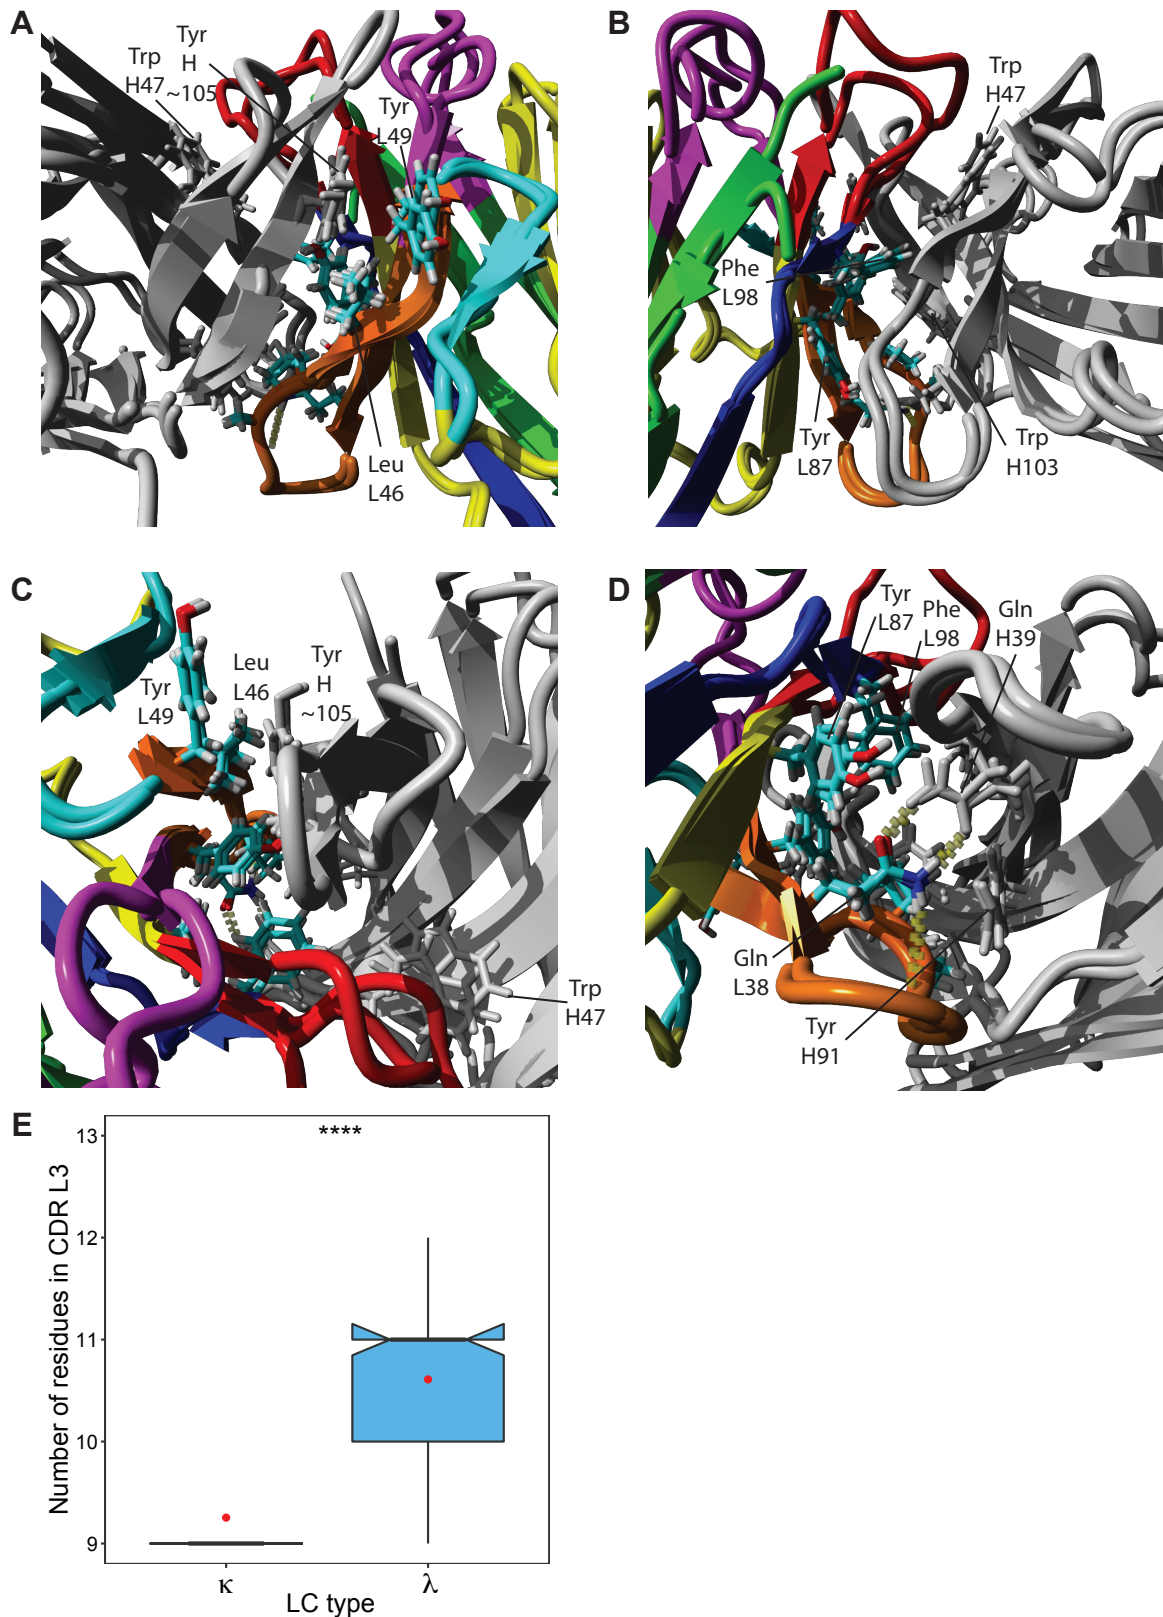 A
Tyr
H
~105
Trp
H47
Tyr
L49
Leu
L46
B
Trp
H47
Phe
L98
Tyr
L87
Trp
H103
C
Tyr
L49
Leu
L46
Tyr
H
~105
Trp
H47
D
Tyr
L87
Phe
L98
Gln
H39
Gln
L38
Tyr
H91
E
****
Number of residues in CDR L3
13
12
11
10
9
κ
λ
LC type